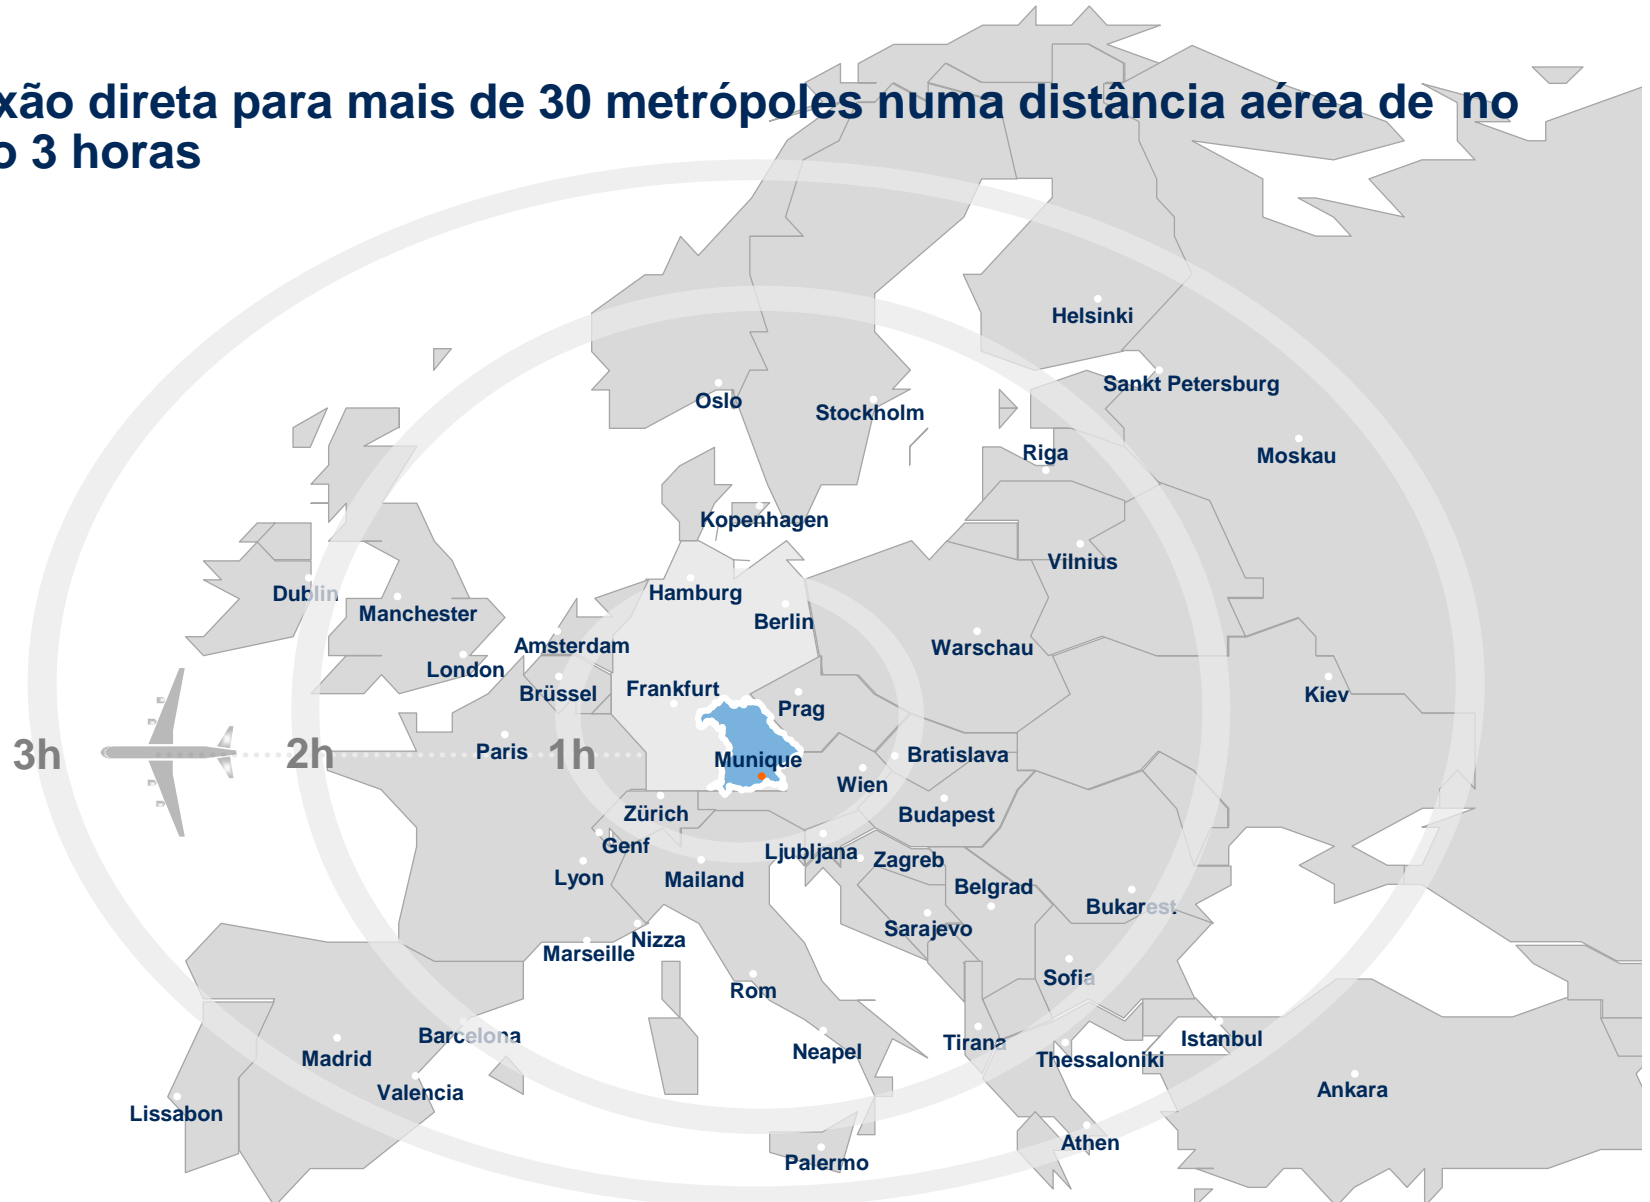 xão direta para mais de 30 metrópoles numa distância aérea de no
o 3 horas
Helsinki
Sankt Petersburg
Oslo
Stockholm
Riga
Moskau
Kopenhagen
Vilnius
Dublin
Manchester
Hamburg
Berlin
Amsterdam
Warschau
London
Brüssel
Frankfurt
Prag
Kiev
3h
2h
Paris
1h
Munique
Bratislava
Wien
Zürich
Budapest
Genf
Ljubljana
Zagreb
Lyon
Mailand
Belgrad
Bukarest
Sarajevo
Nizza
Marseille
Sofia
Rom
Barcelona
Madrid
Neapel
Tirana
Istanbul
Thessaloniki
Valencia
Ankara
Lissabon
Athen
Palermo